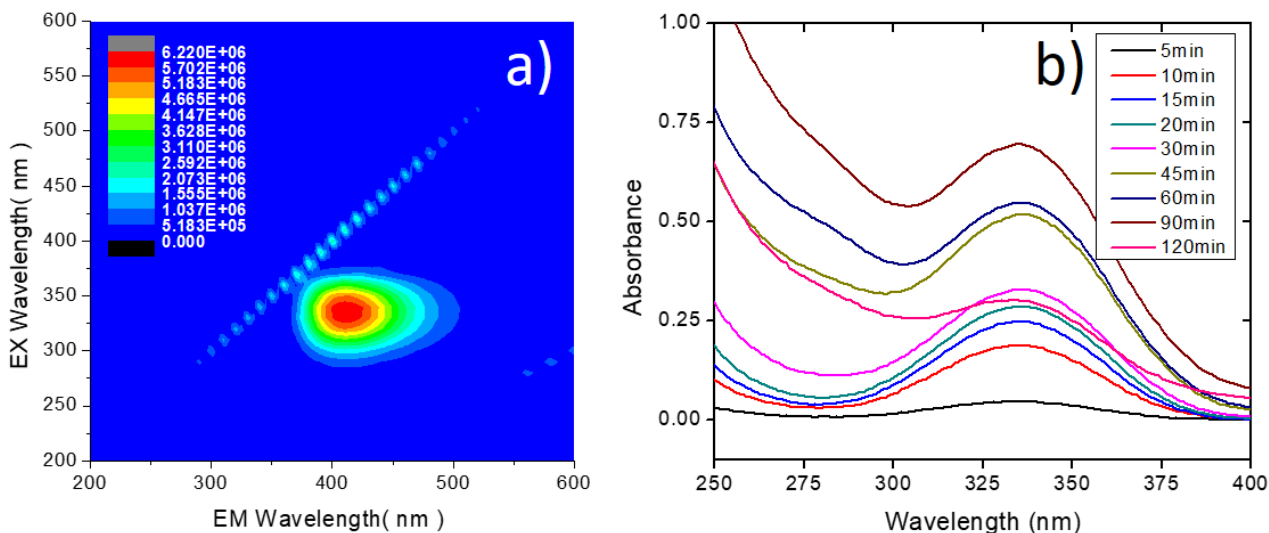 a)
6.220E+06
5.702E+06
5.183E+06
4.665E+06
4.147E+06
3.628E+06
3.110E+06
2.592E+06
2.073E+06
1.555E+06
1.037E+06
5.183E+05
0.000
600
550
500
450
400
350
300
250
200
EX Wavelength( nm )
200 300 400 500 600
EM Wavelength( nm )
b)
5min
10min
15min
20min
30min
45min
60min
90min
120min
1.00
0.75
0.50
0.25
0.00
Absorbance
250 275 300 325 350 375 400
Wavelength (nm)